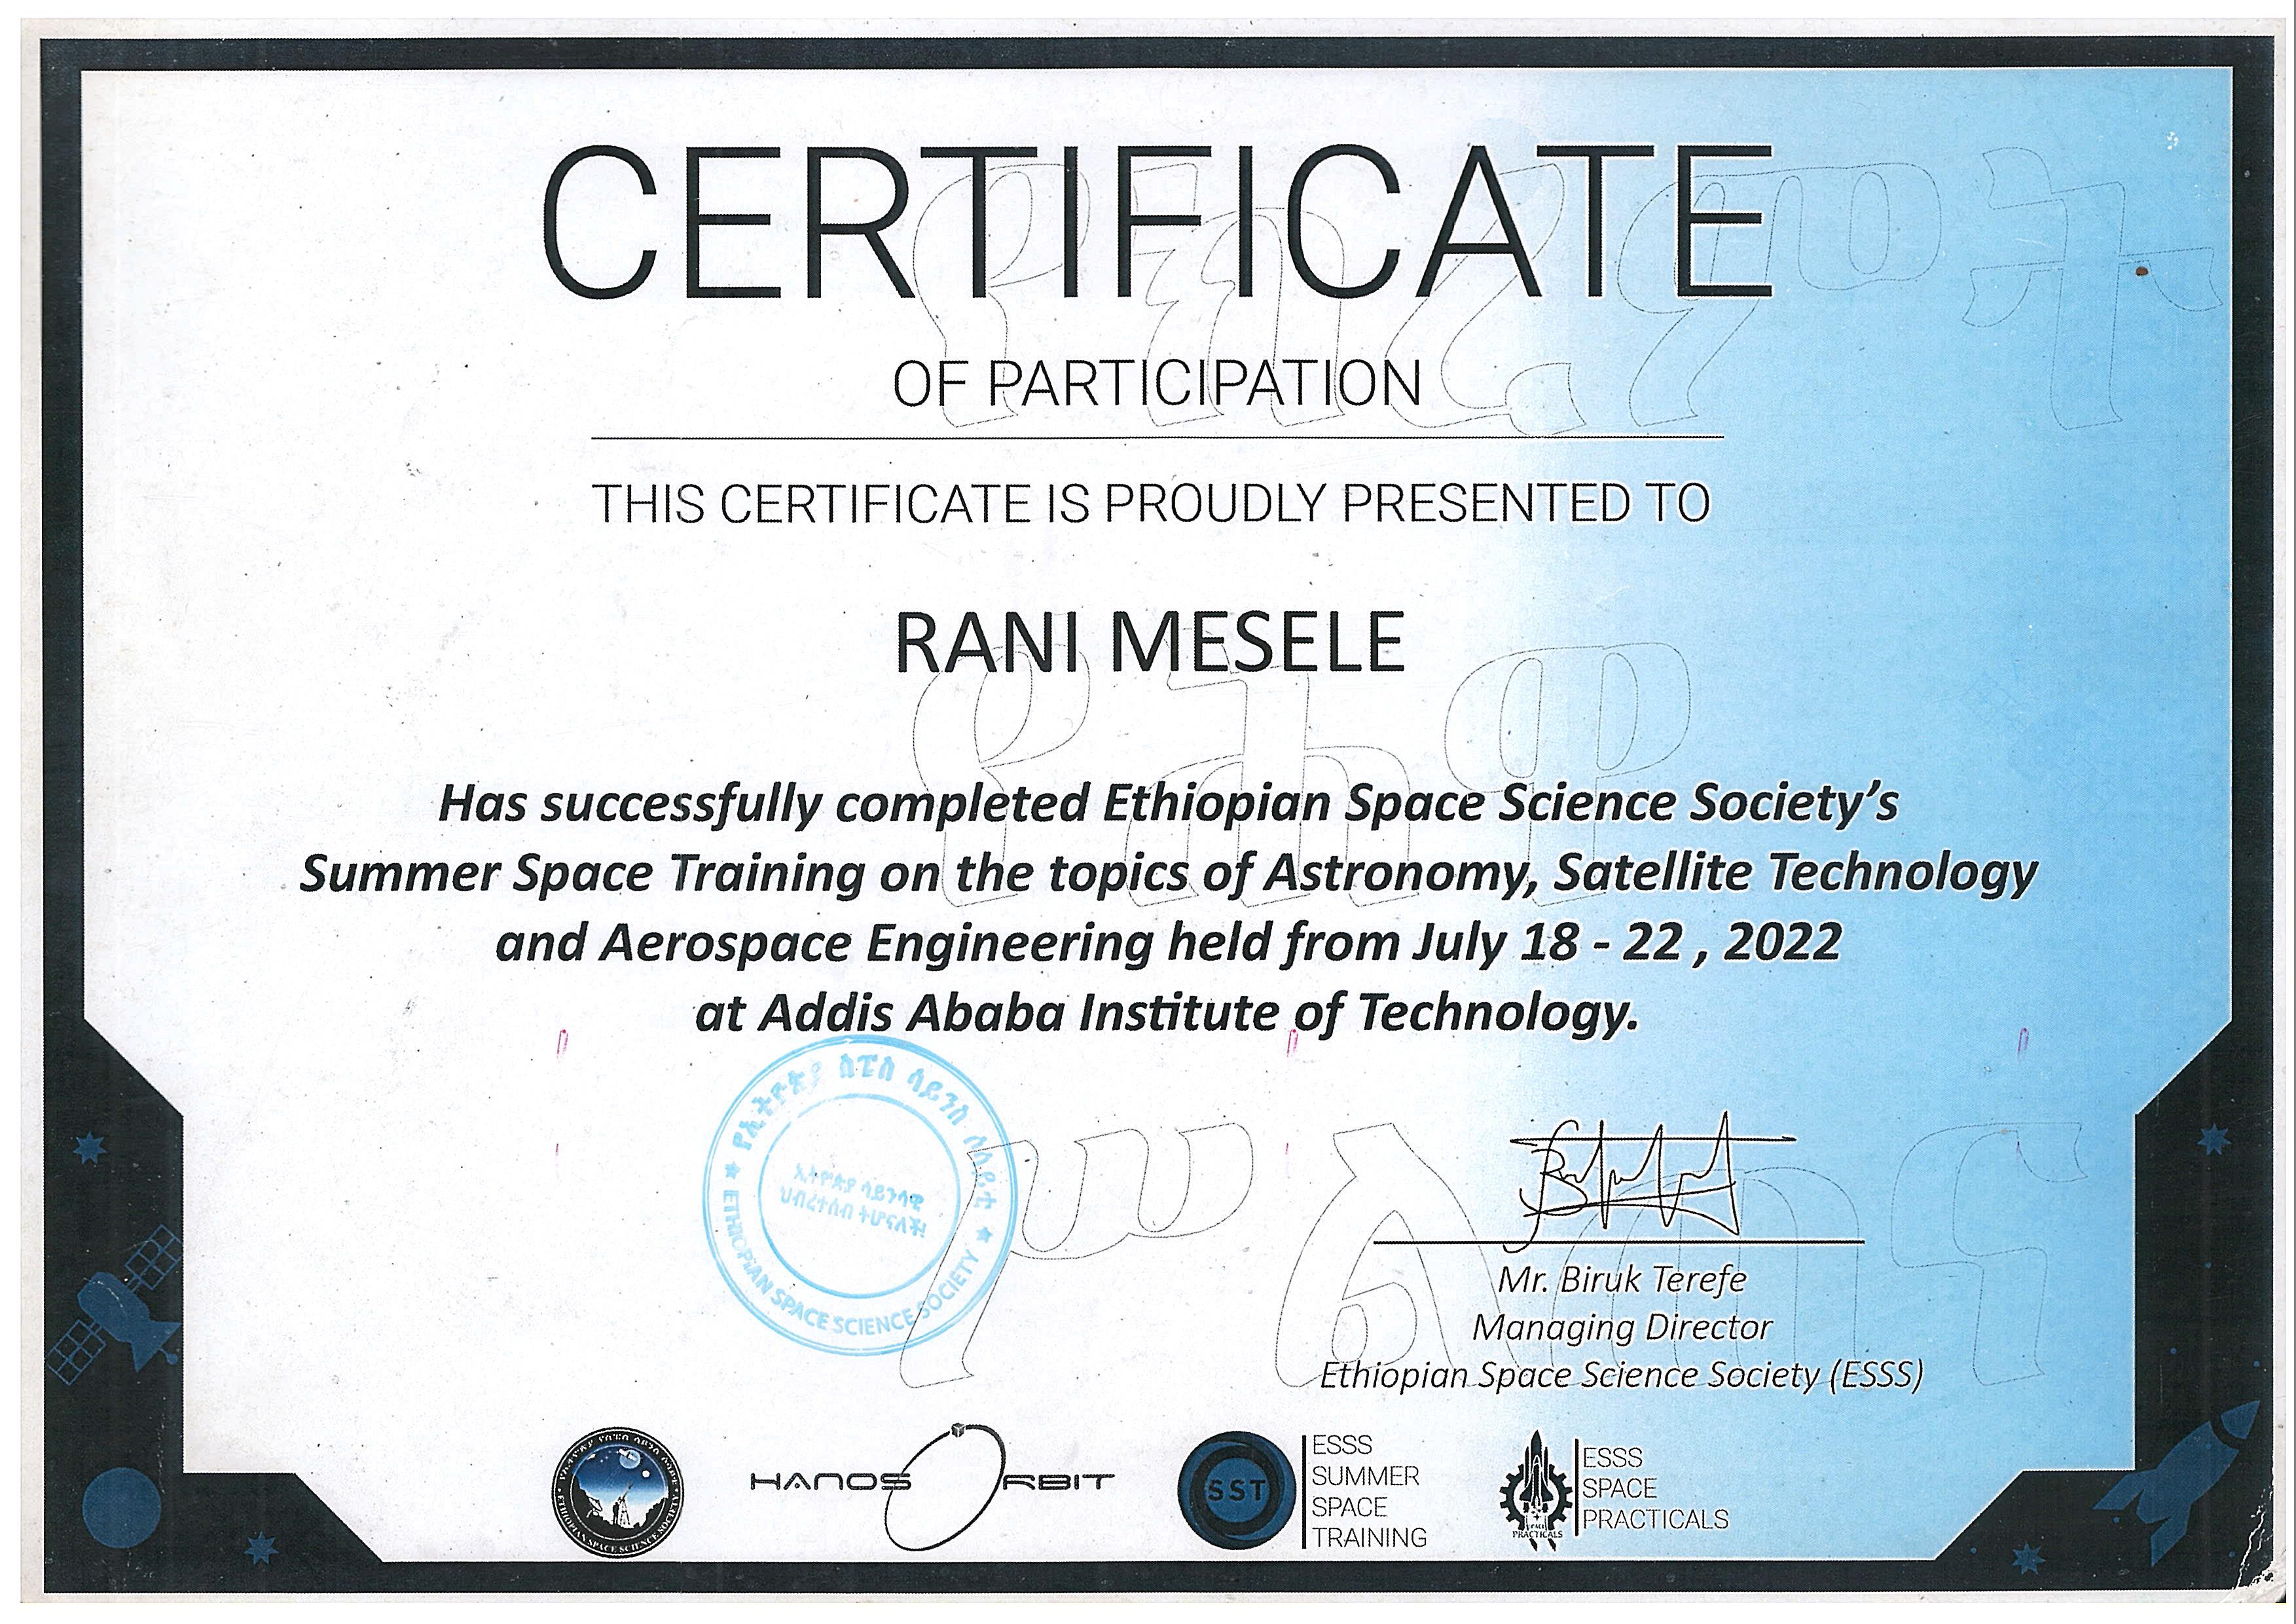 CERTIFICATE
OF PARTICIPATION
THIS CERTIFICATE IS PROUDLY PRESENTED TO
RANI MESELE
Has successfully completed Ethiopian Space Science Society's
Summer Space Training on the topics of Astronomy, Satellite Technology
and Aerospace Engineering held from July 18 - 22 , 2022
at Addis Ababa Institute of Technology.
የኢትዮጵያ ስፔስ ሳይንስ ሶሳይቲ
ETHIOPIAN SPACE SCIENCE SOCIETY
Mr. Biruk Terefe
Managing Director
Ethiopian Space Science Society (ESSS)
ETHIOPIAN SPACE SCIENCE SOCIETY
HANOS ORBIT
SST
ESSS
SUMMER
SPACE
TRAINING
PRACTICALS
ESSS
SPACE
PRACTICALS